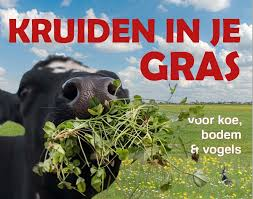 KRUIDEN IN JE
GRAS
voor koe,
bodem
& vogels